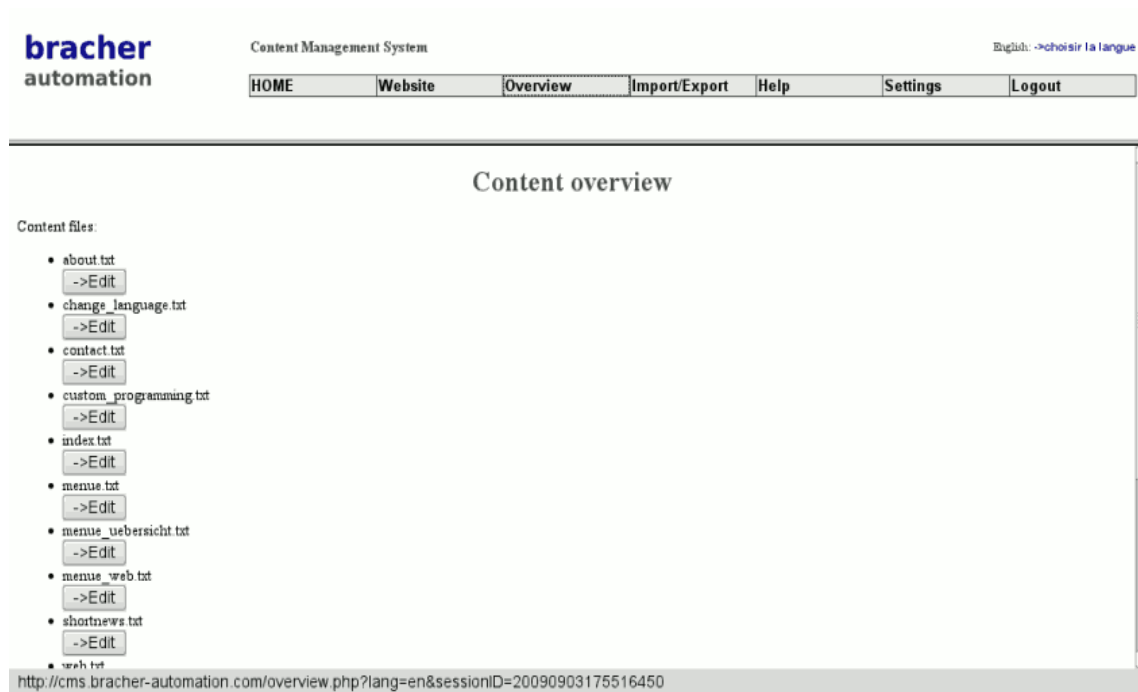 bracher
automation
Content Management System
English: ->choisir la langue
HOME Website Overview Import/Export Help Settings Logout
Content overview
Content files:
about.txt
->Edit
change_language.txt
->Edit
contact.txt
->Edit
custom_programming.txt
->Edit
index.txt
->Edit
menue.txt
->Edit
menue_uebersicht.txt
->Edit
menue_web.txt
->Edit
shortnews.txt
->Edit
web.txt
http://cms.bracher-automation.com/overview.php?lang=en&sessionID=20090903175516450